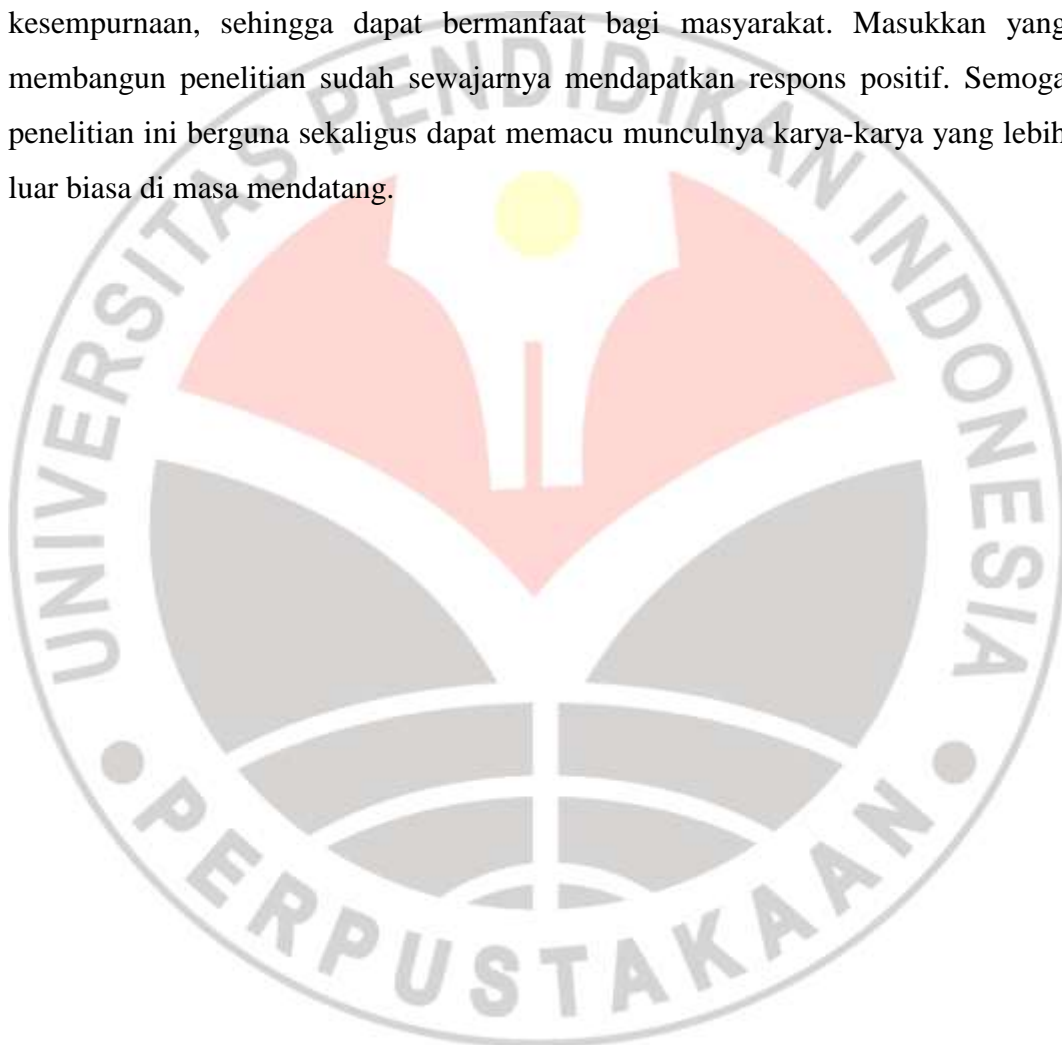 kesempurnaan, sehingga dapat bermanfaat bagi masyarakat. Masukkan yang
membangun penelitian sudah sewajarnya mendapatkan respons positif. Semoga
penelitian ini berguna sekaligus dapat memacu munculnya karya-karya yang lebih
luar biasa di masa mendatang.
UNIVERSITAS PENDIDIKAN INDONESIA
PERPUSTAKAAN